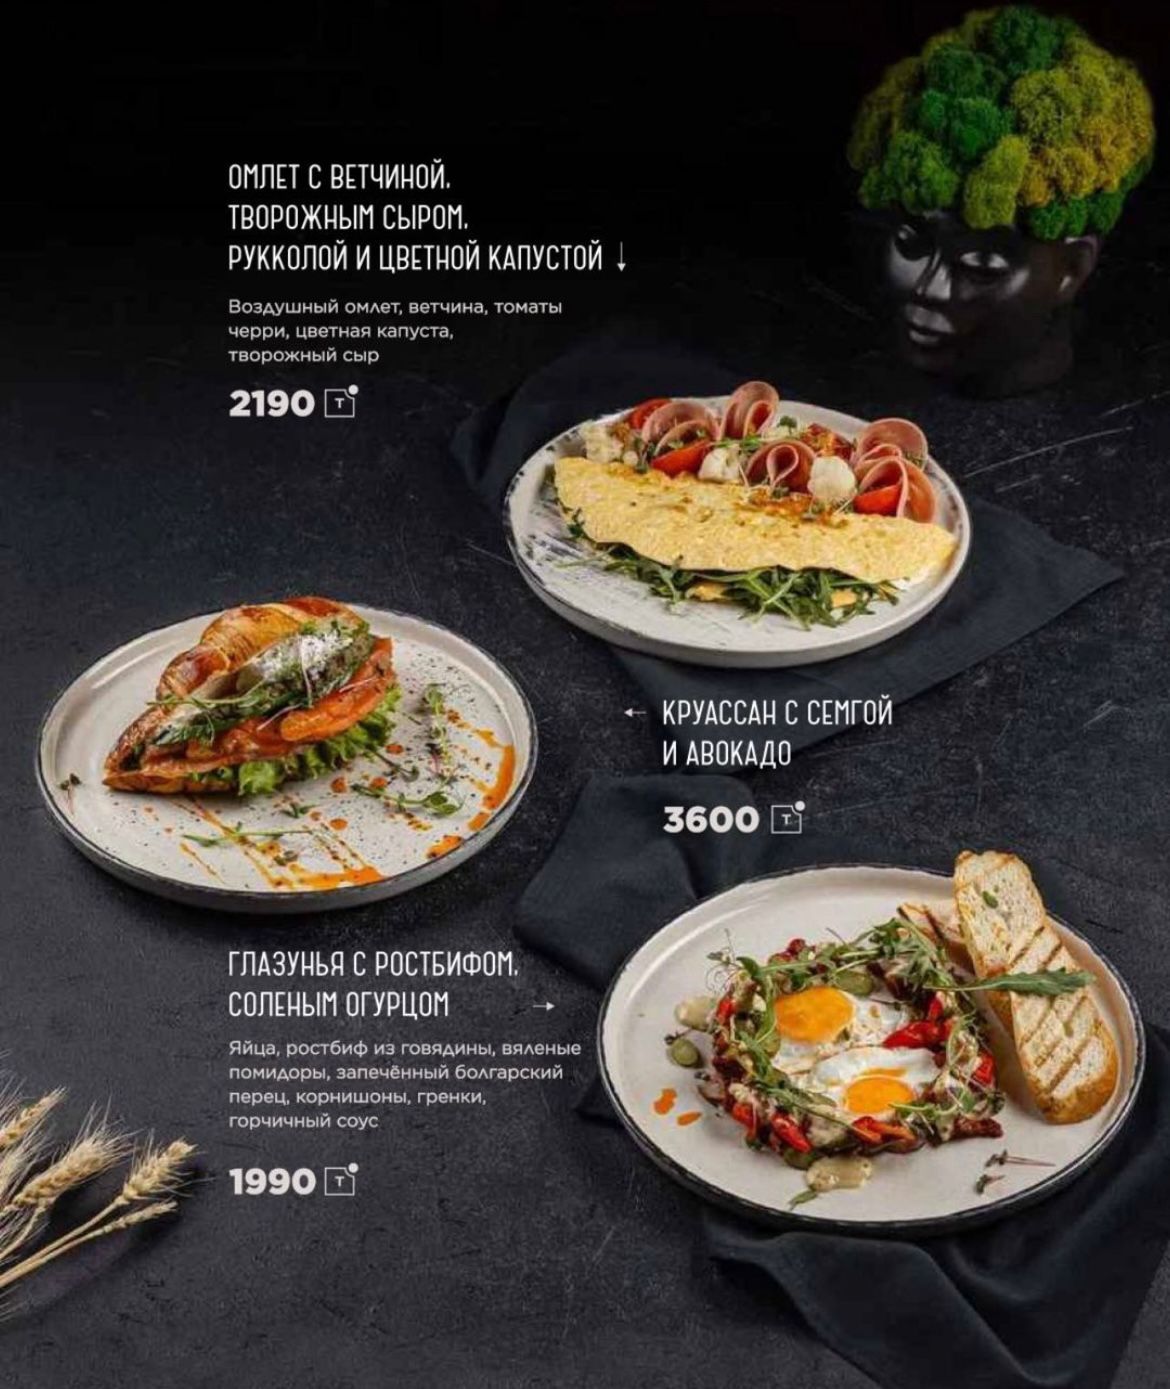 ОМЛЕТ С ВЕТЧИНОЙ,
ТВОРОЖНЫМ СЫРОМ,
РУККОЛОЙ И ЦВЕТНОЙ КАПУСТОЙ ↓
Воздушный омлет, ветчина, томаты
черри, цветная капуста,
творожный сыр
2190 Т
← КРУАССАН С СЕМГОЙ
И АВОКАДО
3600 Т
ГЛАЗУНЬЯ С РОСТБИФОМ,
СОЛЕНЫМ ОГУРЦОМ →
Яйца, ростбиф из говядины, вяленые
помидоры, запечённый болгарский
перец, корнишоны, гренки,
горчичный соус
1990 Т